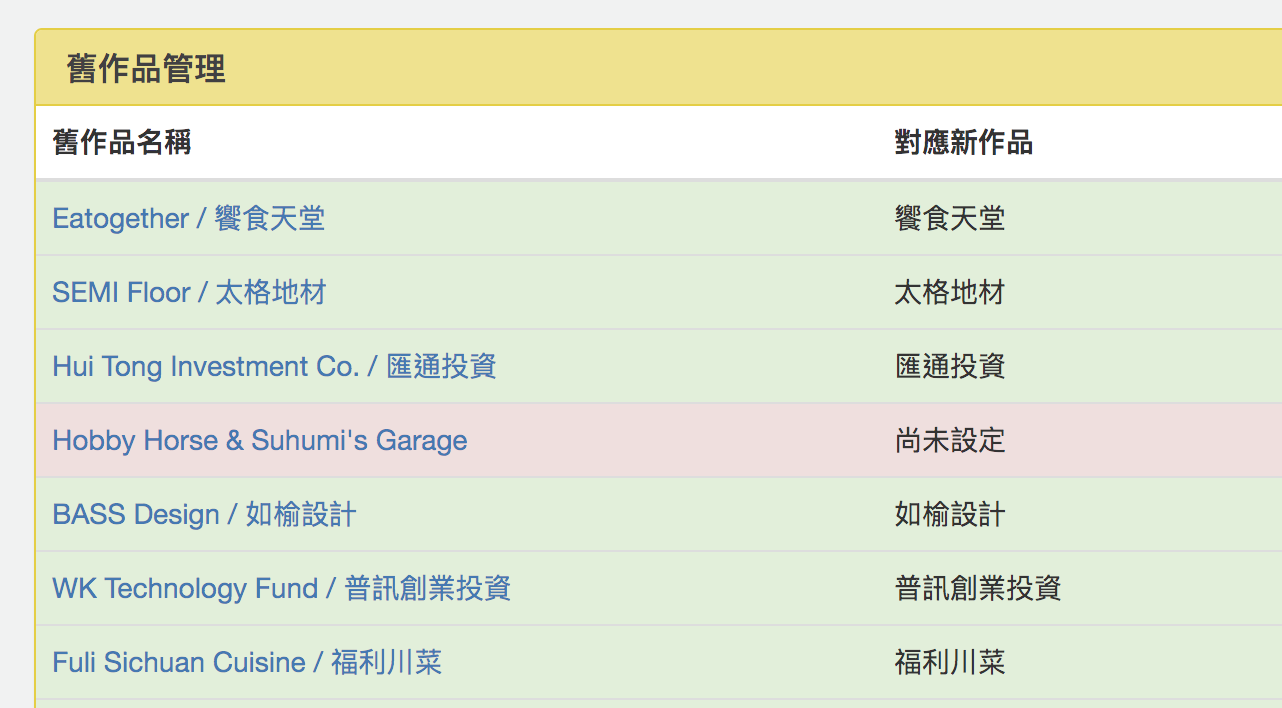 舊作品管理
舊作品名稱 對應新作品
Eatogether / 饗食天堂 饗食天堂
SEMI Floor / 太格地材 太格地材
Hui Tong Investment Co. / 匯通投資 匯通投資
Hobby Horse & Suhumi's Garage 尚未設定
BASS Design / 如榆設計 如榆設計
WK Technology Fund / 普訊創業投資 普訊創業投資
Fuli Sichuan Cuisine / 福利川菜 福利川菜